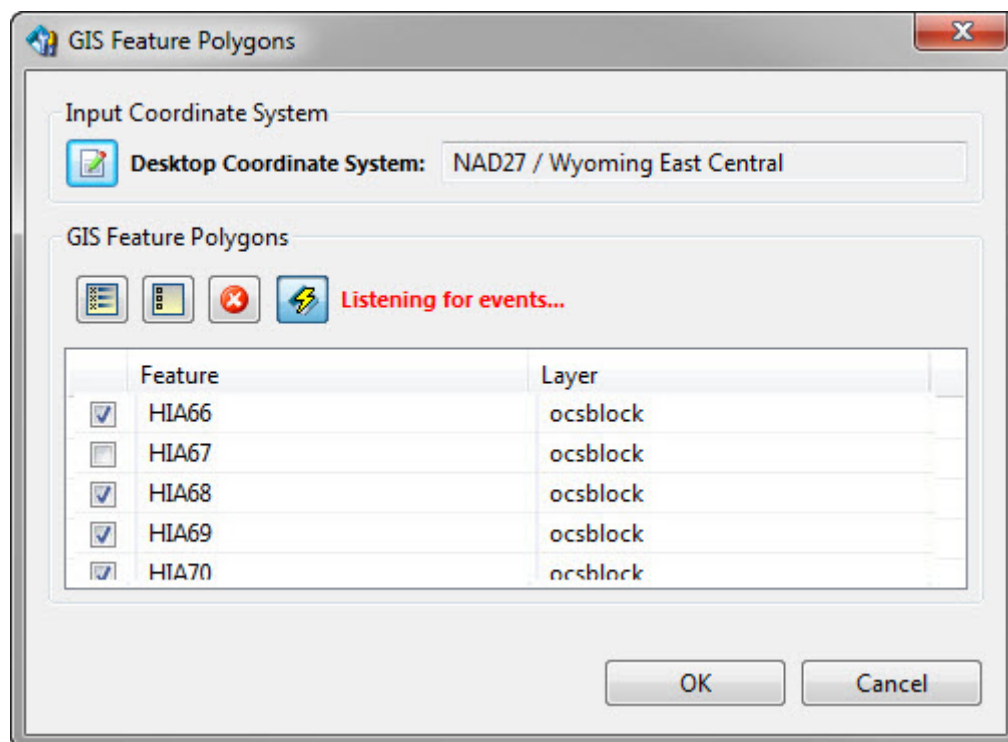 GIS Feature Polygons
Input Coordinate System
Desktop Coordinate System: NAD27 / Wyoming East Central
GIS Feature Polygons
Listening for events...
Feature Layer
HIA66 ocsblock
HIA67 ocsblock
HIA68 ocsblock
HIA69 ocsblock
HIA70 ocsblock
OK Cancel